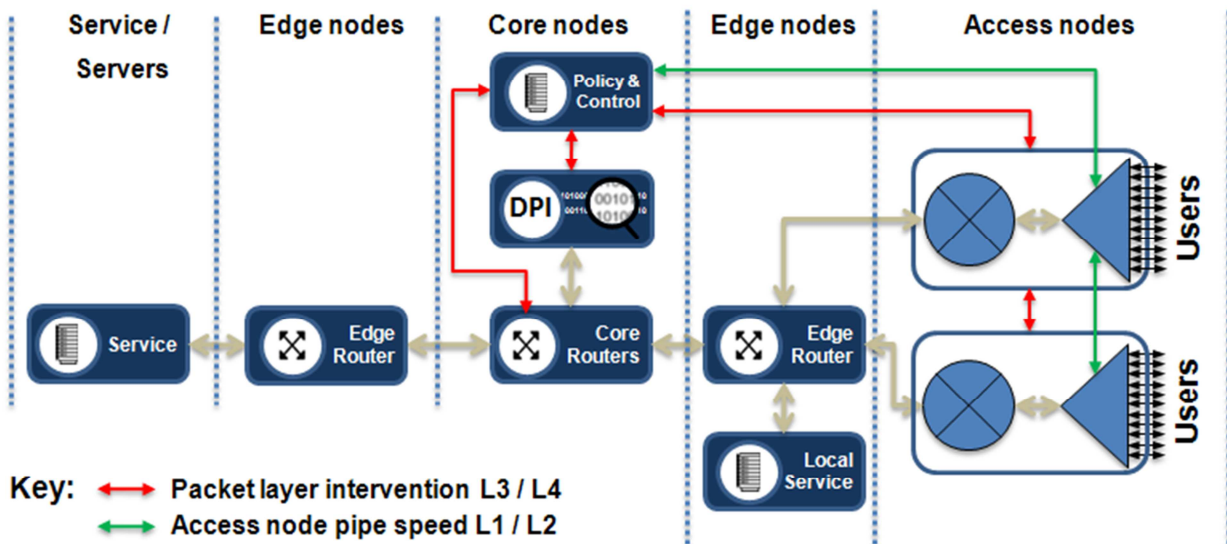 Service /
Servers
Edge nodes
Core nodes
Edge nodes
Access nodes
Policy &
Control
DPI
00101
Users
Service
Edge
Router
Core
Routers
Edge
Router
Users
Local
Service
Key:
Packet layer intervention L3 / L4
Access node pipe speed L1 / L2